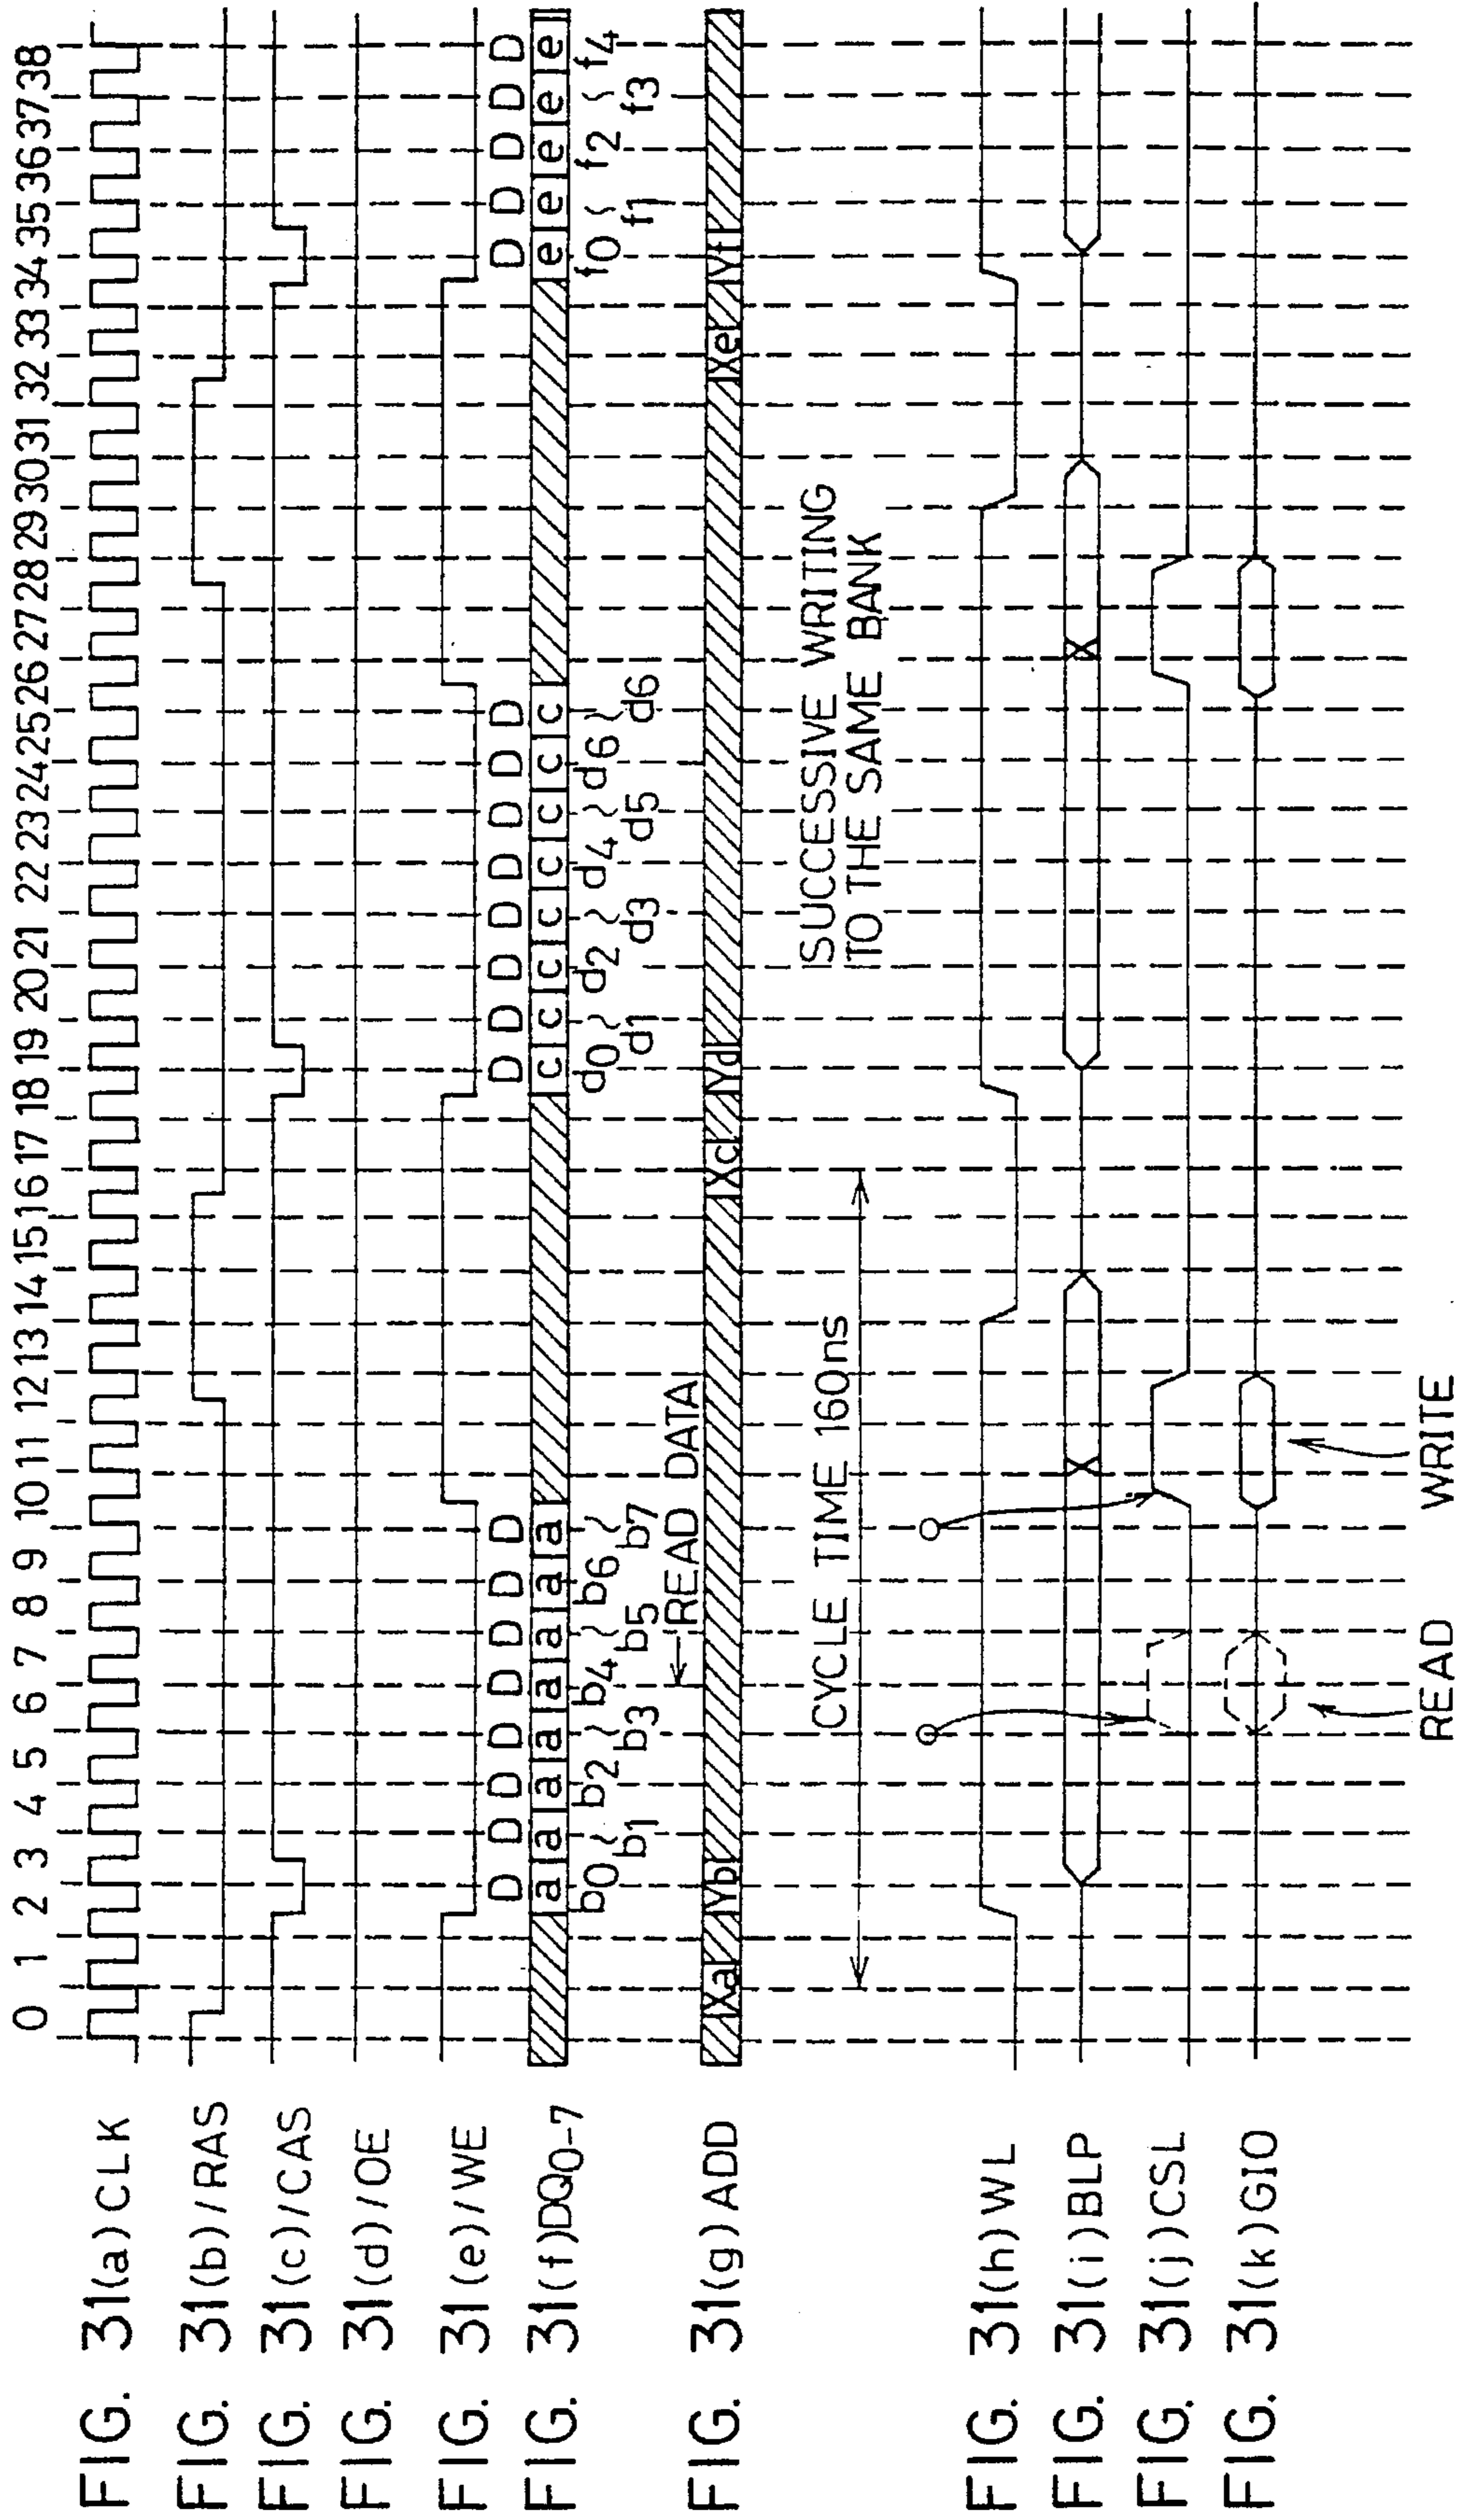 0 1 2 3 4 5 6 7 8 9 10 11 12 13 14 15 16 17 18 19 20 21 22 23 24 25 26 27 28 29 30 31 32 33 34 35 36 37 38
FIG. 31(a) CLK
FIG. 31(b) /RAS
FIG. 31(c) /CAS
FIG. 31(d) /OE
FIG. 31(e) /WE
D D D D D D D D D D D D D D D D D D D D D
FIG. 31(f) DQ0-7 a a a a a a a a c c c c c c c c e e e e e
b0 b2 b4 b6 d0 d2 d4 d6 f0 f2 f4
b1 b3 b5 b7 d1 d3 d5 d6 f1 f3
READ DATA
FIG. 31(g) ADD Xa Yb Xc Yd Xe Yf
CYCLE TIME 160ns
SUCCESSIVE WRITING
TO THE SAME BANK
FIG. 31(h) WL
FIG. 31(i) BLP
FIG. 31(j) CSL
FIG. 31(k) GIO
READ WRITE